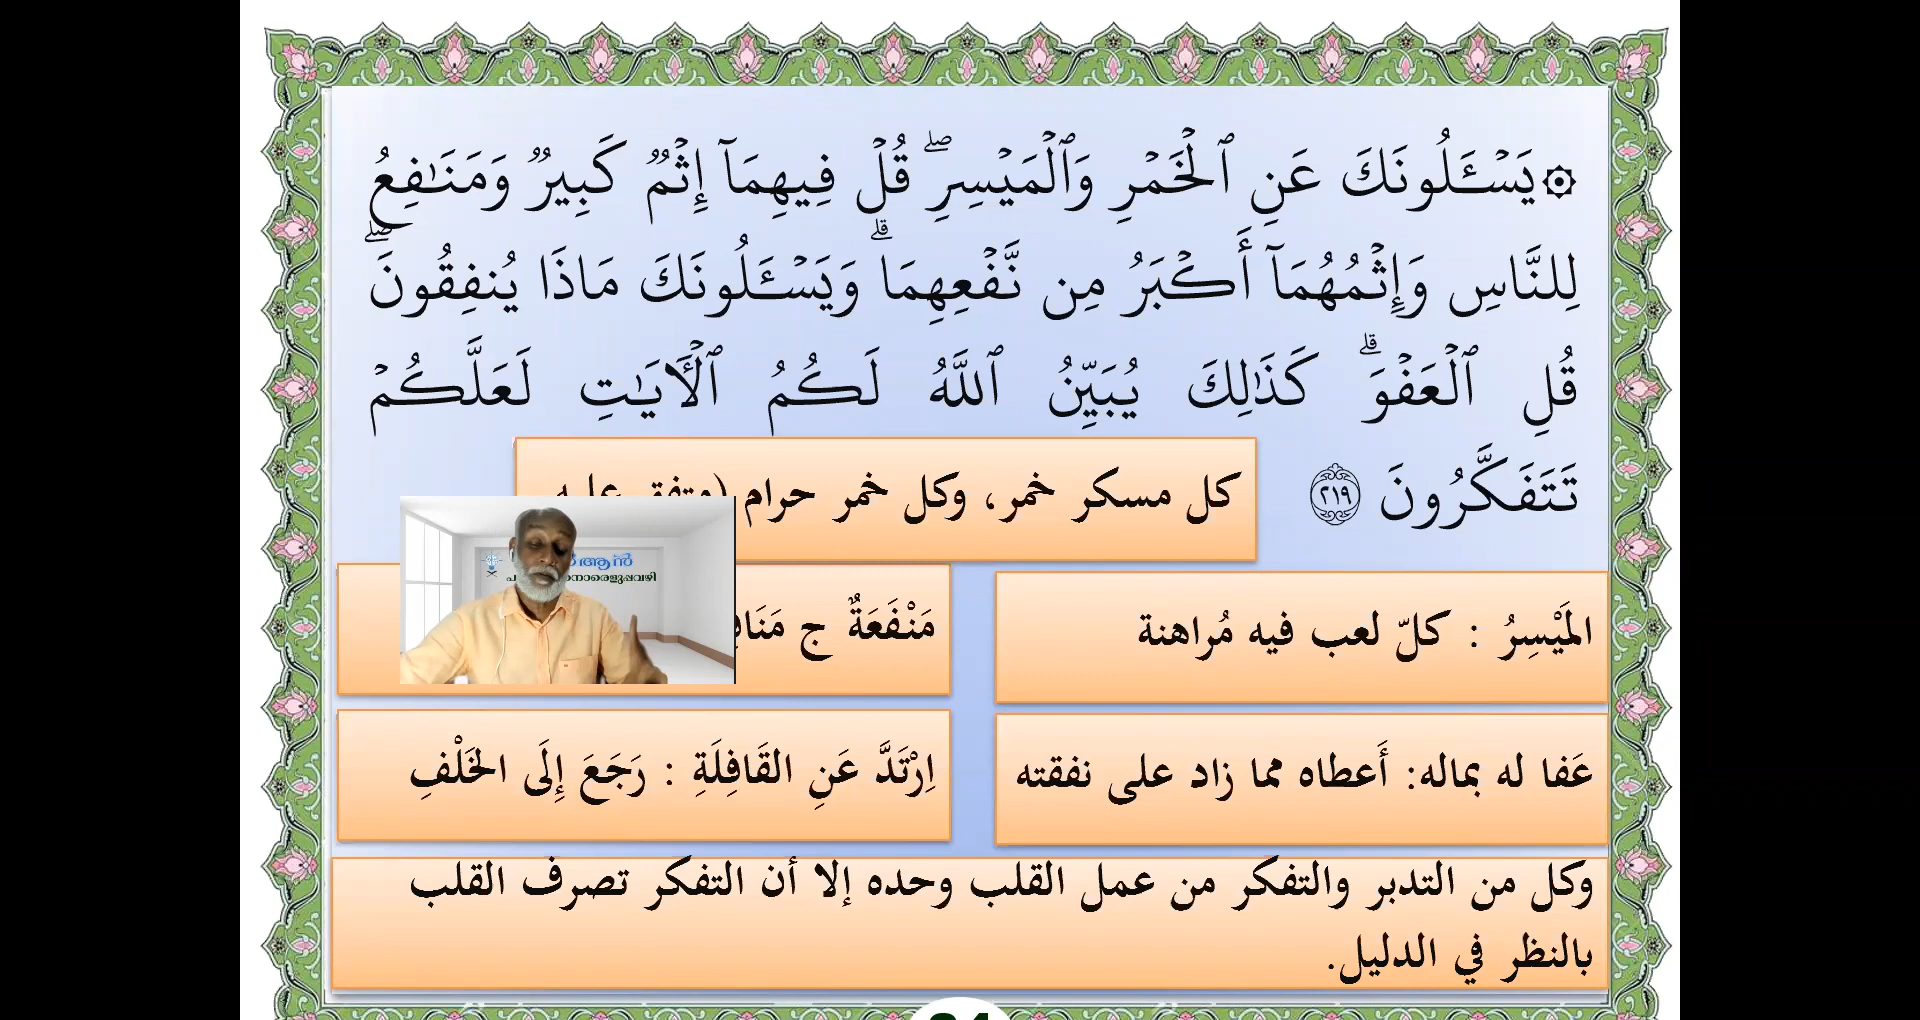 ۞ يَسْـَٔلُونَكَ عَنِ ٱلْخَمْرِ وَٱلْمَيْسِرِۖ قُلْ فِيهِمَآ إِثْمٌۭ كَبِيرٌۭ وَمَنَـٰفِعُ
لِلنَّاسِ وَإِثْمُهُمَآ أَكْبَرُ مِن نَّفْعِهِمَاۗ وَيَسْـَٔلُونَكَ مَاذَا يُنفِقُونَۖ
قُلِ ٱلْعَفْوَۗ كَذَٰلِكَ يُبَيِّنُ ٱللَّهُ لَكُمُ ٱلْـَٔايَـٰتِ لَعَلَّكُمْ
تَتَفَكَّرُونَ ٢١٩
كل مسكر خمر، وكل خمر حرام (متفق عليه
المَيْسِرُ : كلّ لعب فيه مُراهنة
مَنْفَعَةٌ ج
عَفا له بماله: أَعطاه مما زاد على نفقته
اِرْتَدَّ عَنِ القَافِلَةِ : رَجَعَ إِلَى الخَلْفِ
وكل من التدبر والتفكر من عمل القلب وحده إلا أن التفكر تصرف القلب
بالنظر في الدليل.